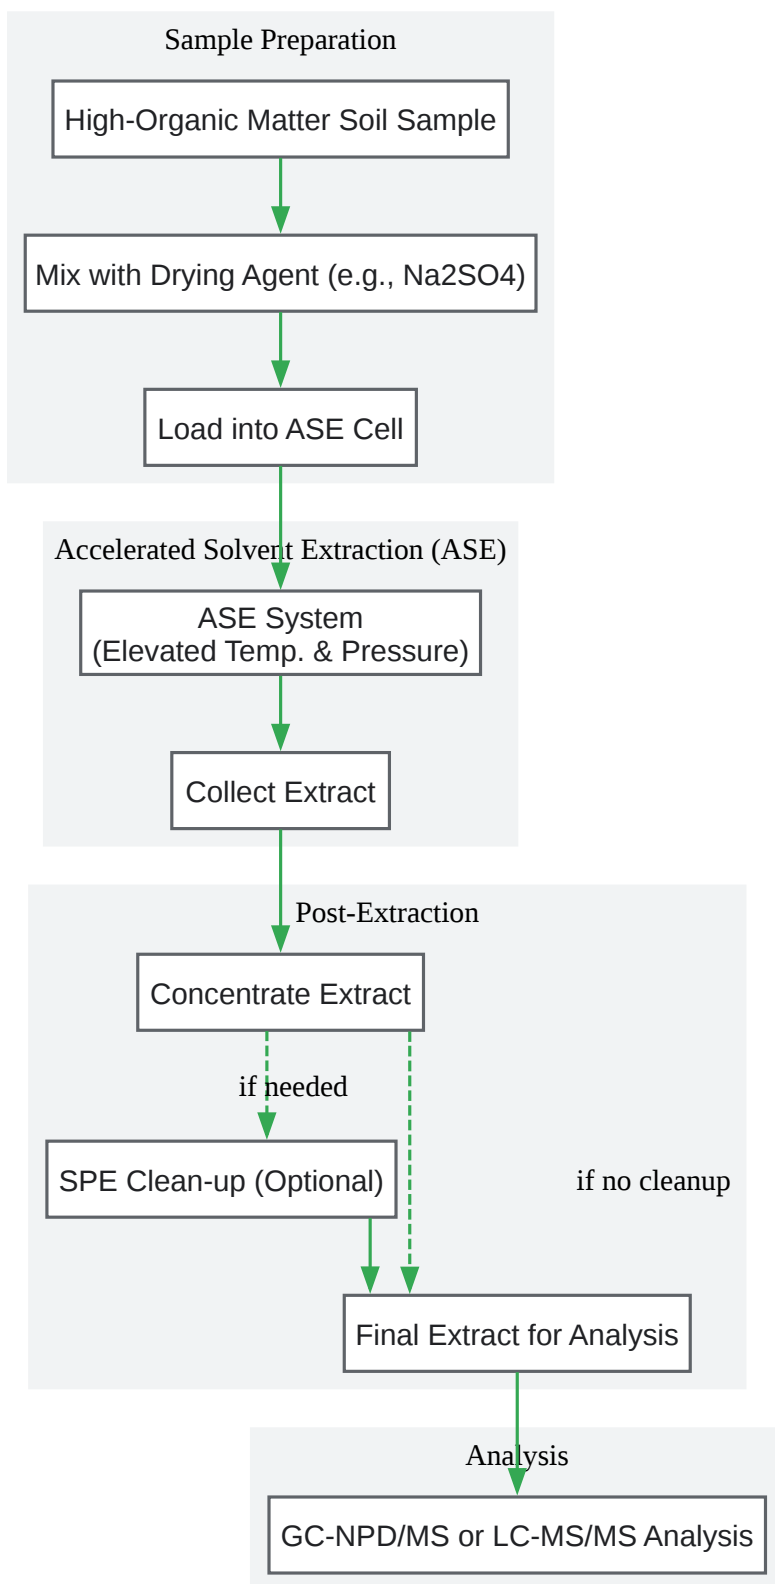 Sample Preparation
High-Organic Matter Soil Sample
Mix with Drying Agent (e.g., Na2SO4)
Load into ASE Cell
Accelerated Solvent Extraction (ASE)
ASE System
(Elevated Temp. & Pressure)
Collect Extract
Post-Extraction
Concentrate Extract
if needed
SPE Clean-up (Optional)
if no cleanup
Final Extract for Analysis
Analysis
GC-NPD/MS or LC-MS/MS Analysis